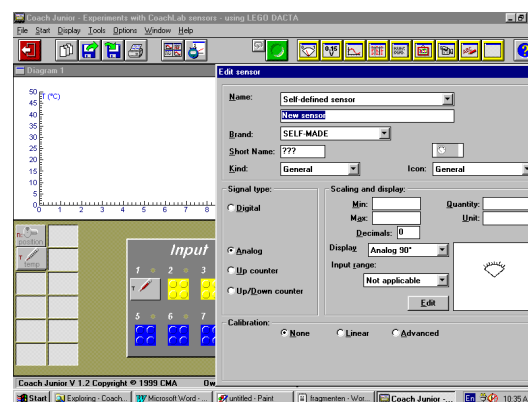 Coach Junior - Experiments with CoachLab sensors - using LEGO DACTA
File Start Display Tools Options Window Help
0,15
Diagram 1
Edit sensor
50 T (°C)
45
40
35
30
25
20
15
10
5
0
0 1 2 3 4 5 6 7 8
Name: Self-defined sensor
New sensor
Brand: SELF-MADE
Short Name: ???
Kind: General Icon: General
Signal type:
Digital
Analog
Up counter
Up/Down counter
Scaling and display:
Min: Quantity:
Max: Unit:
Decimals: 0
Display Analog 90°
Input range:
Not applicable
Edit
Calibration:
None Linear Advanced
position
temp
Input
1 2 3
5 6 7
Coach Junior V 1.2 Copyright © 1999 CMA Ow
Start Exploring - Coach... Microsoft Word - ... untitled - Paint fragmenten - Wor... Coach Junior -... En 10:35 A